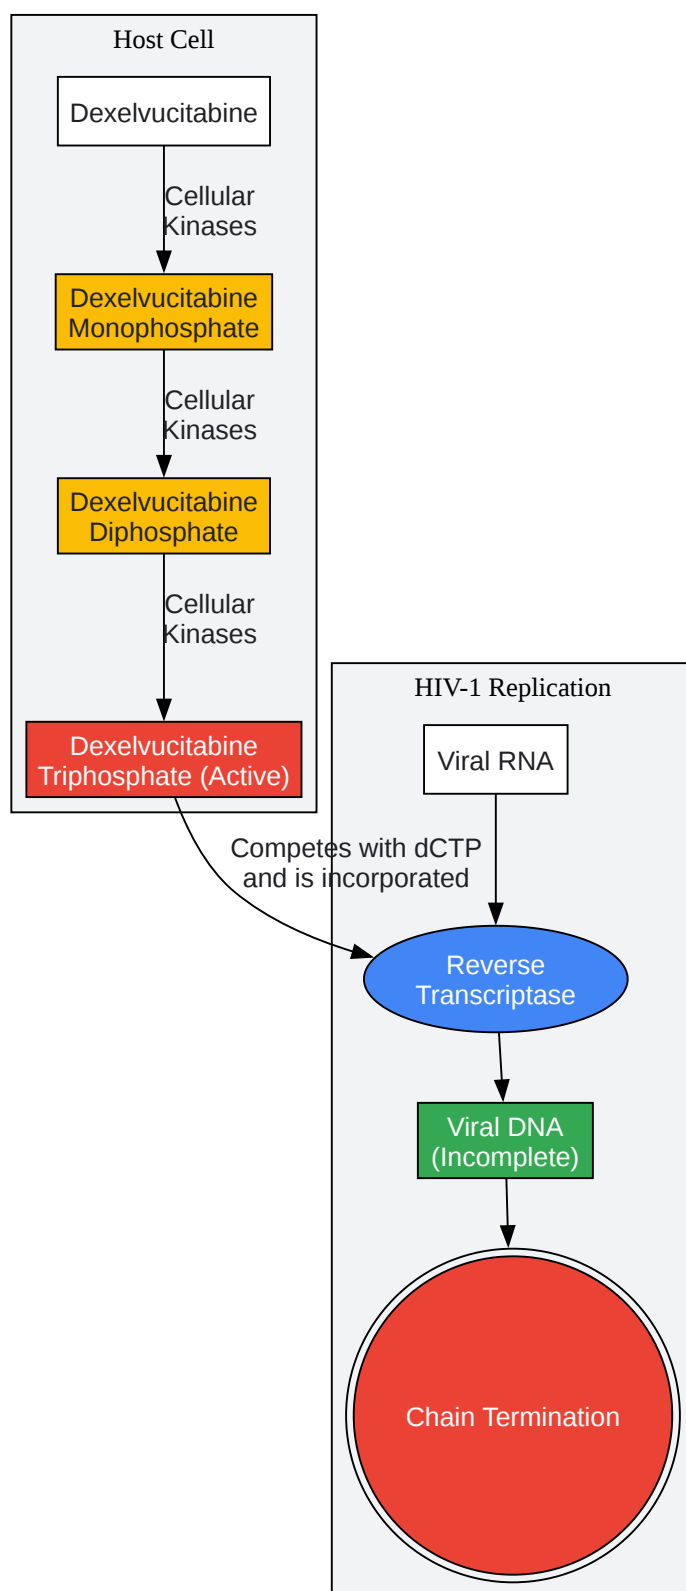 Host Cell
Dexelvucitabine
Cellular
Kinases
Dexelvucitabine
Monophosphate
Cellular
Kinases
Dexelvucitabine
Diphosphate
Cellular
Kinases
Dexelvucitabine
Triphosphate (Active)
Competes with dCTP
and is incorporated
HIV-1 Replication
Viral RNA
Reverse
Transcriptase
Viral DNA
(Incomplete)
Chain Termination